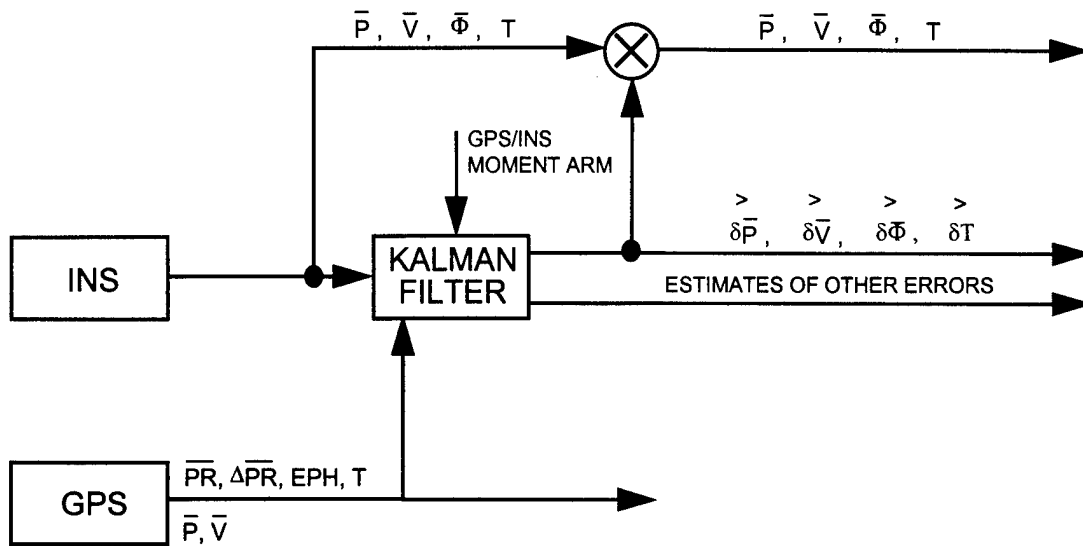 P̅, V̅, Φ̅, T
P̅, V̅, Φ̅, T
GPS/INS
MOMENT ARM
> > > >
δP̅, δV̅, δΦ̅, δT
INS
KALMAN
FILTER
ESTIMATES OF OTHER ERRORS
GPS
P̅R̅, ΔP̅R̅, EPH, T
P̅, V̅